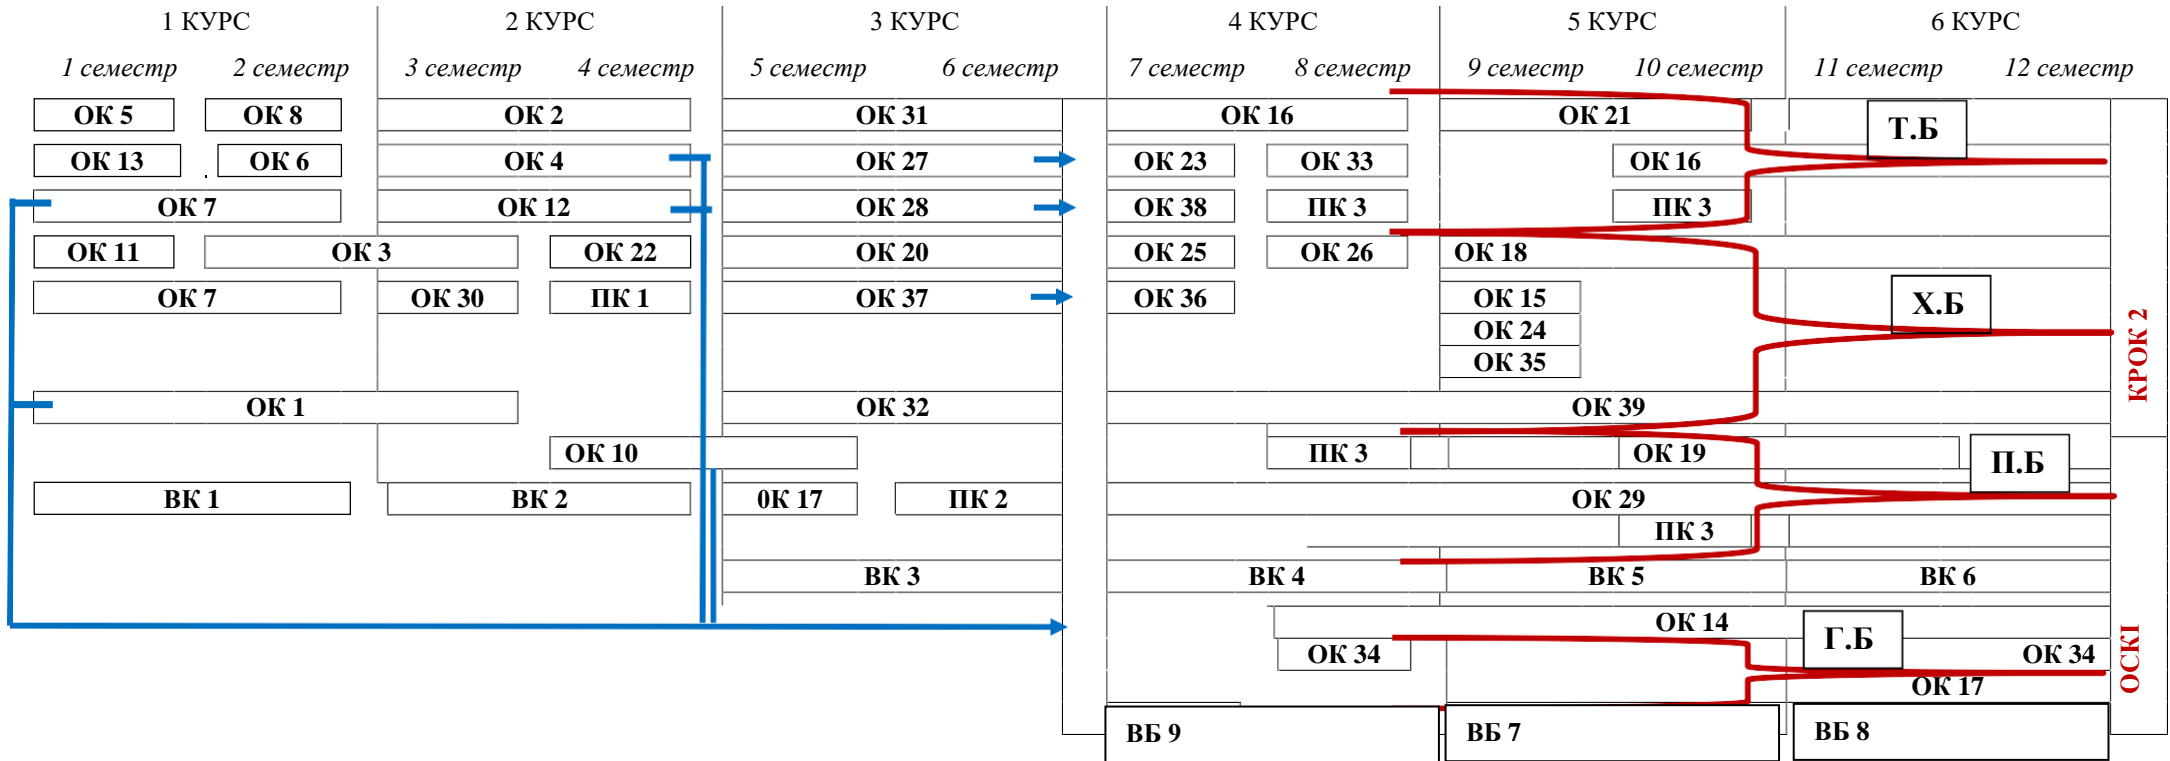 1 КУРС 2 КУРС 3 КУРС 4 КУРС 5 КУРС 6 КУРС
1 семестр 2 семестр 3 семестр 4 семестр 5 семестр 6 семестр 7 семестр 8 семестр 9 семестр 10 семестр 11 семестр 12 семестр
ОК 5 ОК 8 ОК 2 ОК 31 ОК 16 ОК 21 Т.Б
ОК 13 ОК 6 ОК 4 ОК 27 ОК 23 ОК 33 ОК 16
ОК 7 ОК 12 ОК 28 ОК 38 ПК 3 ПК 3
ОК 11 ОК 3 ОК 22 ОК 20 ОК 25 ОК 26 ОК 18
ОК 7 ОК 30 ПК 1 ОК 37 ОК 36 ОК 15 Х.Б
ОК 24
ОК 35
КРОК 2
ОК 1 ОК 32 ОК 39
ОК 10 ПК 3 ОК 19 П.Б
ВК 1 ВК 2 0К 17 ПК 2 ОК 29
ПК 3
ВК 3 ВК 4 ВК 5 ВК 6
ОК 14 Г.Б
ОК 34 ОК 34
ОСКІ
ОК 17
ВБ 9 ВБ 7 ВБ 8